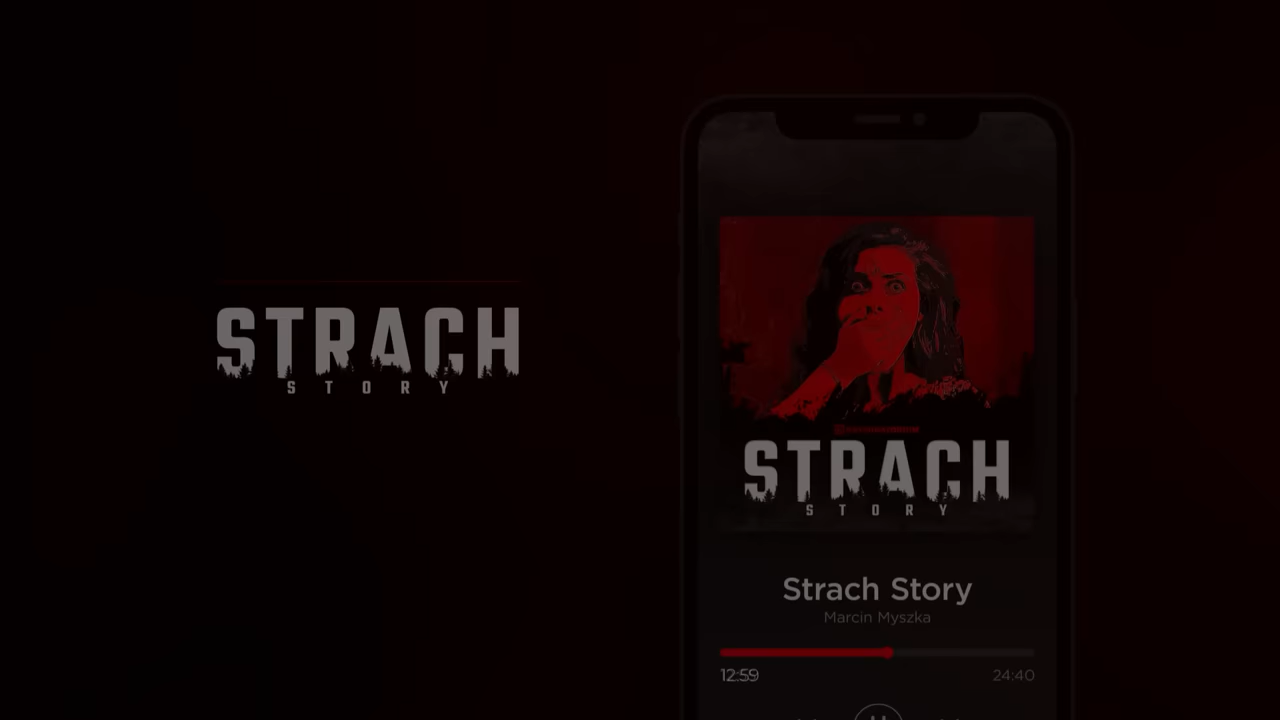 STRACH
STORY
STRACH
STORY
Strach Story
Marcin Myszka
12:59
24:40